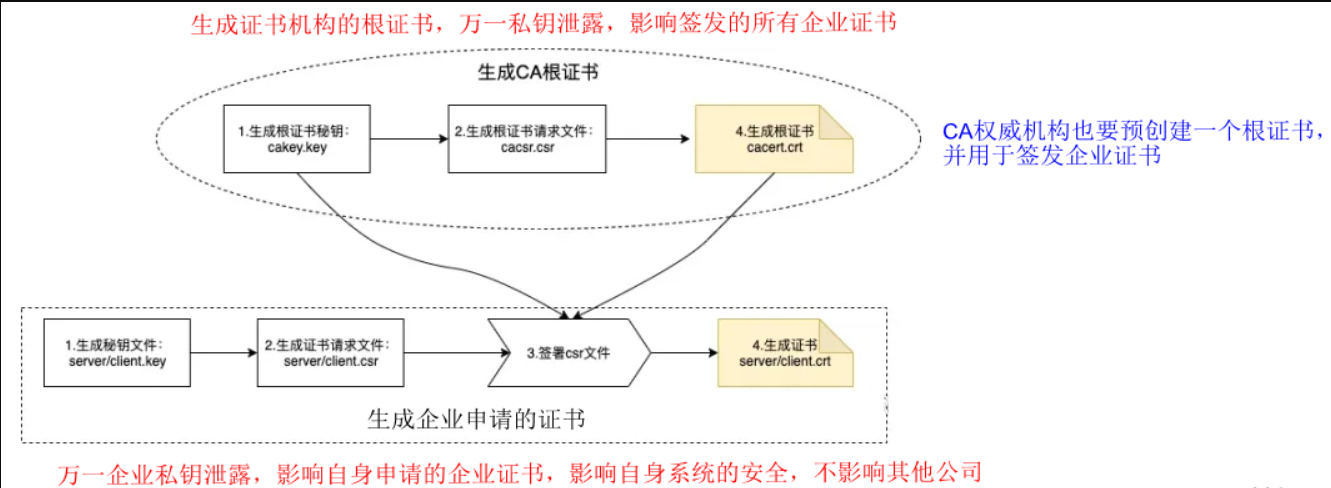 生成证书机构的根证书，万一私钥泄露，影响签发的所有企业证书
生成CA根证书
1.生成根证书秘钥：
cakey.key
2.生成根证书请求文件：
cacsr.csr
4.生成根证书
cacert.crt
CA权威机构也要预创建一个根证书，
并用于签发企业证书
1.生成秘钥文件：
server/client.key
2.生成证书请求文件：
server/client.csr
3.签署csr文件
4.生成证书
server/client.crt
生成企业申请的证书
万一企业私钥泄露，影响自身申请的企业证书，影响自身系统的安全，不影响其他公司